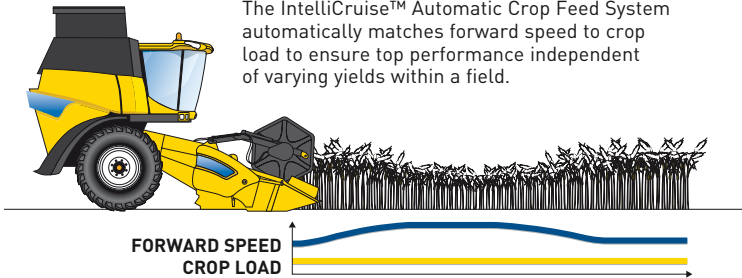 The IntelliCruise™ Automatic Crop Feed System
automatically matches forward speed to crop
load to ensure top performance independent
of varying yields within a field.
FORWARD SPEED
CROP LOAD